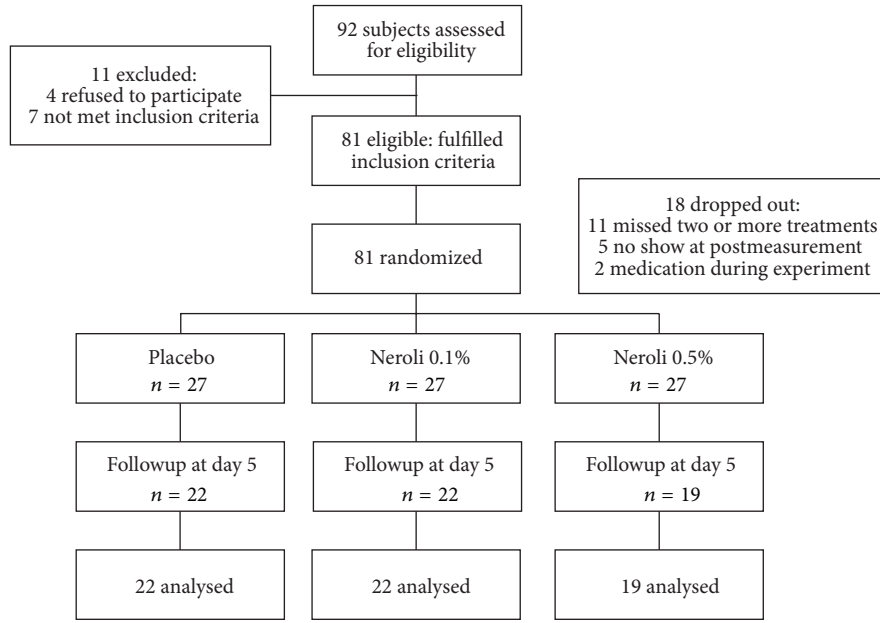 92 subjects assessed
for eligibility
11 excluded:
4 refused to participate
7 not met inclusion criteria
81 eligible: fulfilled
inclusion criteria
18 dropped out:
11 missed two or more treatments
5 no show at postmeasurement
2 medication during experiment
81 randomized
Placebo
n = 27
Neroli 0.1%
n = 27
Neroli 0.5%
n = 27
Followup at day 5
n = 22
Followup at day 5
n = 22
Followup at day 5
n = 19
22 analysed
22 analysed
19 analysed